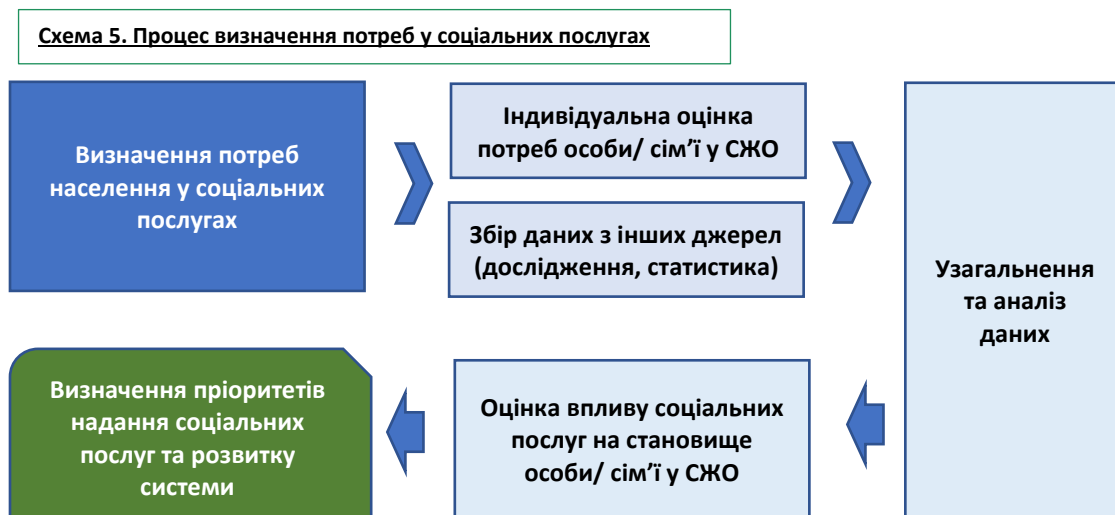 Схема 5. Процес визначення потреб у соціальних послугах
Визначення потреб
населення у соціальних
послугах
Індивідуальна оцінка
потреб особи/ сім’ї у СЖО
Збір даних з інших джерел
(дослідження, статистика)
Узагальнення
та аналіз
даних
Оцінка впливу соціальних
послуг на становище
особи/ сім’ї у СЖО
Визначення пріоритетів
надання соціальних
послуг та розвитку
системи